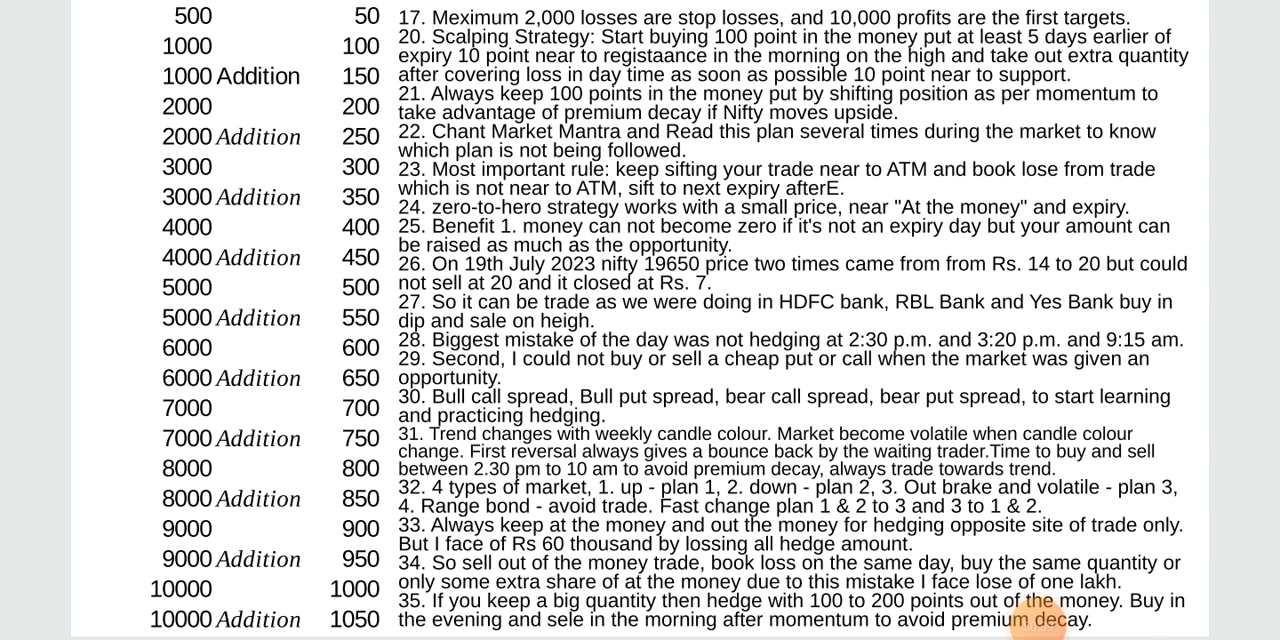 500 50
1000 100
1000 Addition 150
2000 200
2000 Addition 250
3000 300
3000 Addition 350
4000 400
4000 Addition 450
5000 500
5000 Addition 550
6000 600
6000 Addition 650
7000 700
7000 Addition 750
8000 800
8000 Addition 850
9000 900
9000 Addition 950
10000 1000
10000 Addition 1050
17. Meximum 2,000 losses are stop losses, and 10,000 profits are the first targets.
20. Scalping Strategy: Start buying 100 point in the money put at least 5 days earlier of
expiry 10 point near to registaance in the morning on the high and take out extra quantity
after covering loss in day time as soon as possible 10 point near to support.
21. Always keep 100 points in the money put by shifting position as per momentum to
take advantage of premium decay if Nifty moves upside.
22. Chant Market Mantra and Read this plan several times during the market to know
which plan is not being followed.
23. Most important rule: keep sifting your trade near to ATM and book lose from trade
which is not near to ATM, sift to next expiry afterE.
24. zero-to-hero strategy works with a small price, near "At the money" and expiry.
25. Benefit 1. money can not become zero if it's not an expiry day but your amount can
be raised as much as the opportunity.
26. On 19th July 2023 nifty 19650 price two times came from from Rs. 14 to 20 but could
not sell at 20 and it closed at Rs. 7.
27. So it can be trade as we were doing in HDFC bank, RBL Bank and Yes Bank buy in
dip and sale on heigh.
28. Biggest mistake of the day was not hedging at 2:30 p.m. and 3:20 p.m. and 9:15 am.
29. Second, I could not buy or sell a cheap put or call when the market was given an
opportunity.
30. Bull call spread, Bull put spread, bear call spread, bear put spread, to start learning
and practicing hedging.
31. Trend changes with weekly candle colour. Market become volatile when candle colour
change. First reversal always gives a bounce back by the waiting trader.Time to buy and sell
between 2.30 pm to 10 am to avoid premium decay, always trade towards trend.
32. 4 types of market, 1. up - plan 1, 2. down - plan 2, 3. Out brake and volatile - plan 3,
4. Range bond - avoid trade. Fast change plan 1 & 2 to 3 and 3 to 1 & 2.
33. Always keep at the money and out the money for hedging opposite site of trade only.
But I face of Rs 60 thousand by lossing all hedge amount.
34. So sell out of the money trade, book loss on the same day, buy the same quantity or
only some extra share of at the money due to this mistake I face lose of one lakh.
35. If you keep a big quantity then hedge with 100 to 200 points out of the money. Buy in
the evening and sele in the morning after momentum to avoid premium decay.